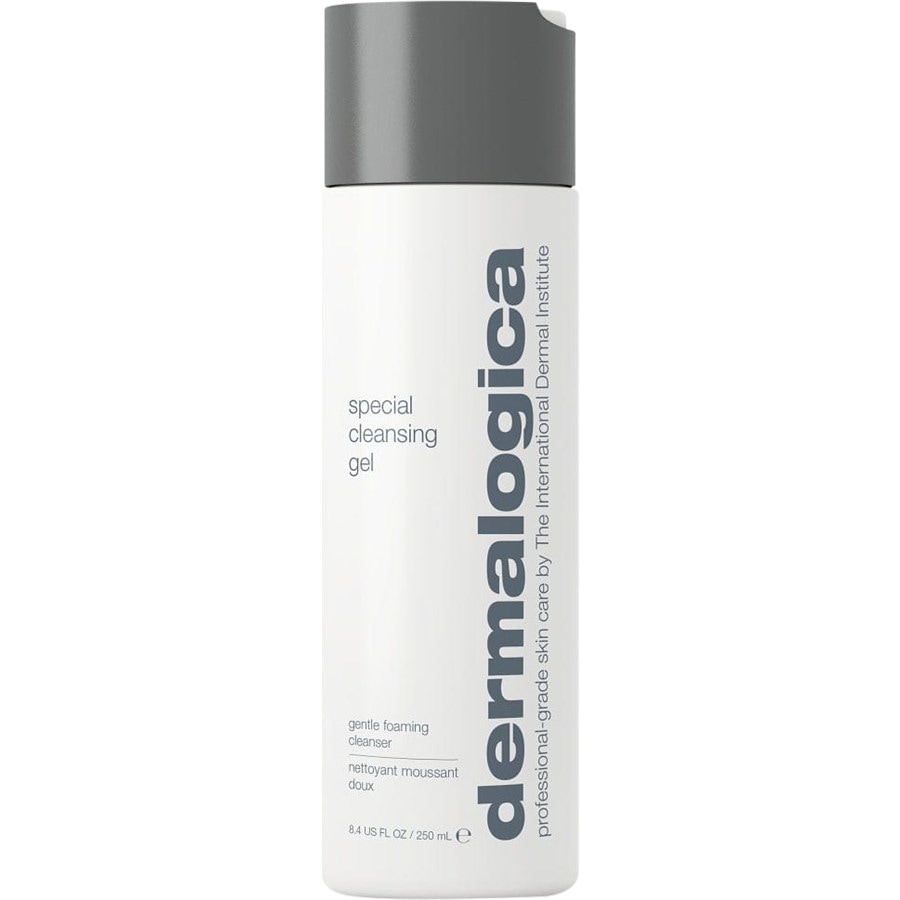 special
cleansing
gel
dermalogica
professional-grade skin care by The International Dermal Institute
gentle foaming
cleanser
nettoyant moussant
doux
8.4 US FL OZ / 250 mL ℮